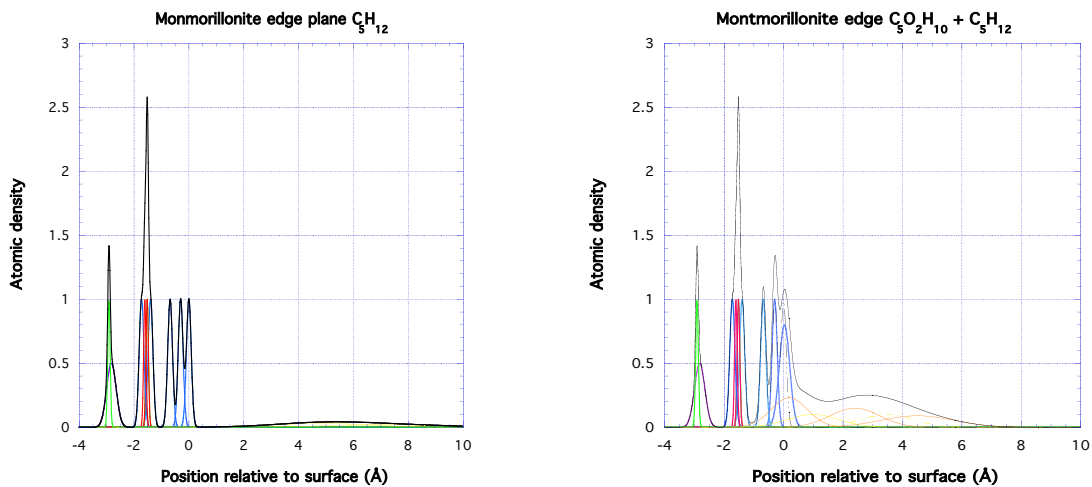 Monmorillonite edge plane C5H12
3
2.5
2
1.5
1
0.5
0
-4 -2 0 2 4 6 8 10
Atomic density
Position relative to surface (Å)
Montmorillonite edge C5O2H10 + C5H12
3
2.5
2
1.5
1
0.5
0
-4 -2 0 2 4 6 8 10
Atomic density
Position relative to surface (Å)